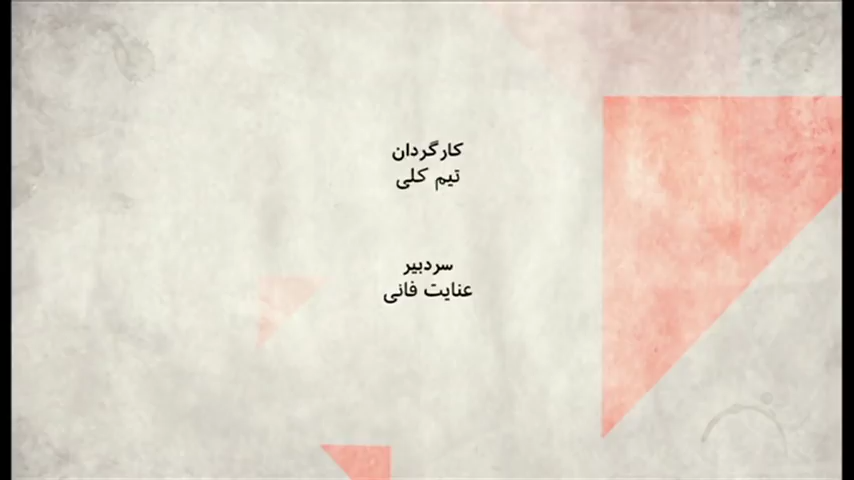 کارگردان
تیم کلی
سردبیر
عنایت فانی